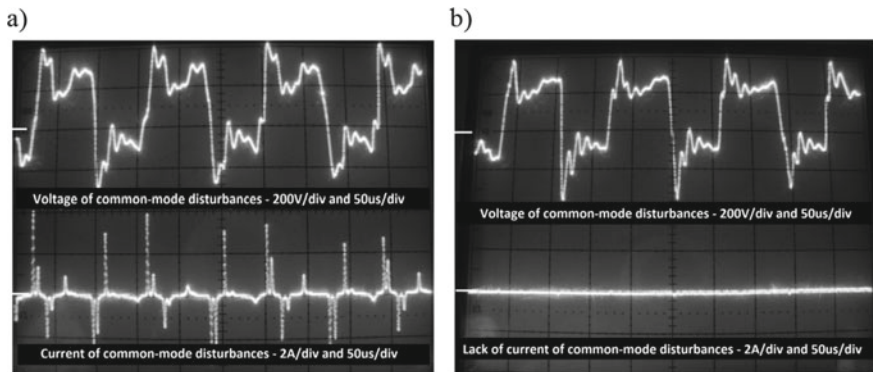 a)
b)
Voltage of common-mode disturbances - 200V/div and 50us/div
Voltage of common-mode disturbances - 200V/div and 50us/div
Current of common-mode disturbances - 2A/div and 50us/div
Lack of current of common-mode disturbances - 2A/div and 50us/div